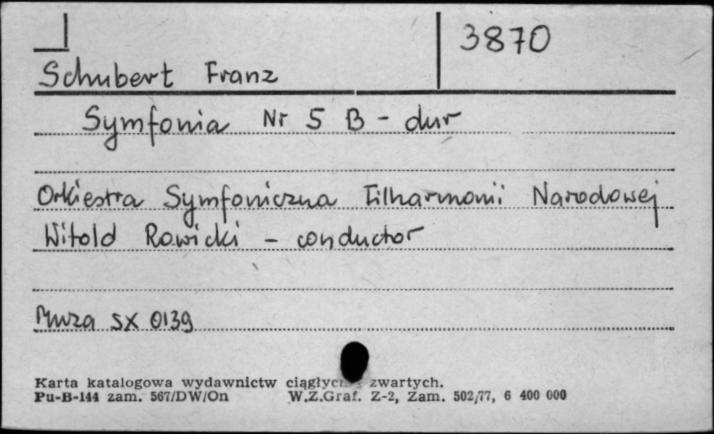 3870
Schubert Franz
Symfonia Nr 5 B - dur
Orkiestra Symfoniczna Filharmonii Narodowej
Witold Rowicki - conductor
Muza SX 0139
Karta katalogowa wydawnictw ciągłych zwartych.
Pu-B-144 zam. 567/DW/On W.Z.Graf. Z-2, Zam. 502/77, 6 400 000